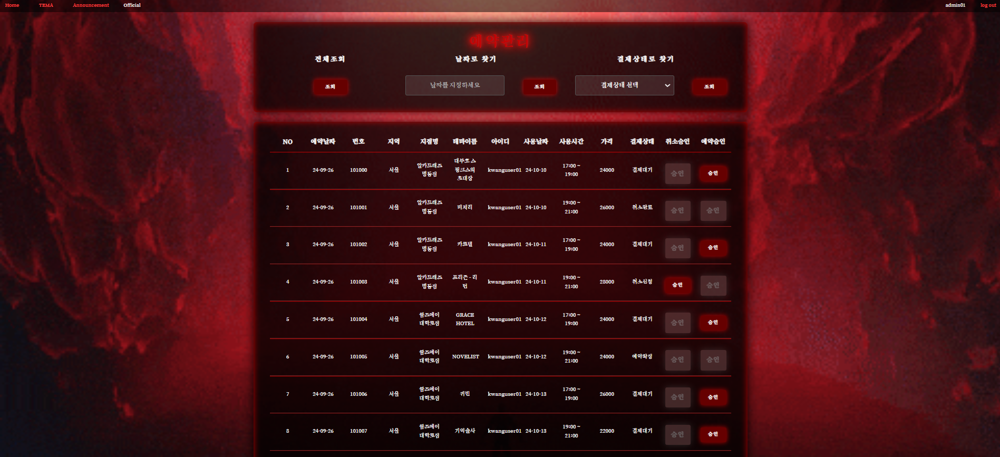 Home TEMA Announcement Official admin01 log out
예약관리
전체조회 날짜로 찾기 결제상태로 찾기
조회 날짜를 지정하세요 조회 결제상태 선택 조회
NO 예약날짜 번호 지역 지점명 테마이름 아이디 사용날짜 사용시간 가격 결제상태 취소승인 예약승인
1 24-09-26 101000 서울 알카트래즈 명동점 대부호 스핑크스의 초대장 kwanguser01 24-10-10 17:00 ~ 19:00 24000 결제대기 승인 승인
2 24-09-26 101001 서울 알카트래즈 명동점 미저리 kwanguser01 24-10-10 19:00 ~ 21:00 26000 취소완료 승인 승인
3 24-09-26 101002 서울 알카트래즈 명동점 카르텔 kwanguser01 24-10-11 17:00 ~ 19:00 24000 결제대기 승인 승인
4 24-09-26 101003 서울 알카트래즈 명동점 프리즌 - 리턴 kwanguser01 24-10-11 19:00 ~ 21:00 28000 취소신청 승인 승인
5 24-09-26 101004 서울 룸즈에이 대학로점 GRACE HOTEL kwanguser01 24-10-12 17:00 ~ 19:00 24000 결제대기 승인 승인
6 24-09-26 101005 서울 룸즈에이 대학로점 NOVELIST kwanguser01 24-10-12 19:00 ~ 21:00 24000 예약확정 승인 승인
7 24-09-26 101006 서울 룸즈에이 대학로점 귀빈 kwanguser01 24-10-13 17:00 ~ 19:00 26000 결제대기 승인 승인
8 24-09-26 101007 서울 룸즈에이 대학로점 기억술사 kwanguser01 24-10-13 19:00 ~ 21:00 22000 결제대기 승인 승인